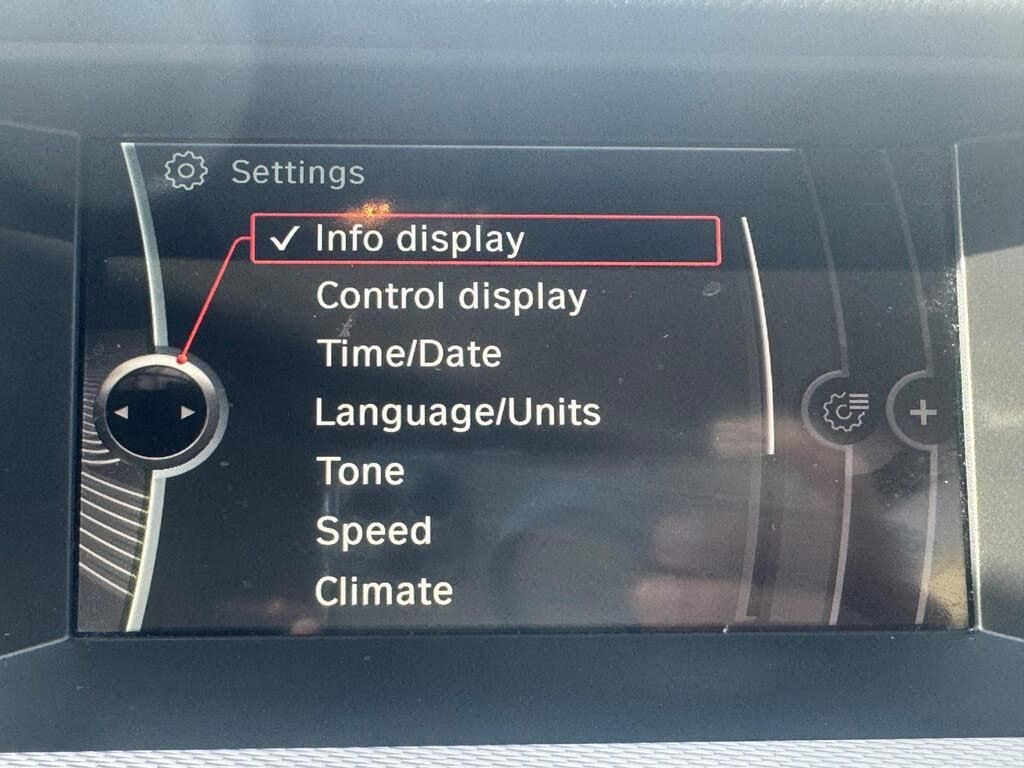 Settings
✓ Info display
Control display
Time/Date
Language/Units
Tone
Speed
Climate